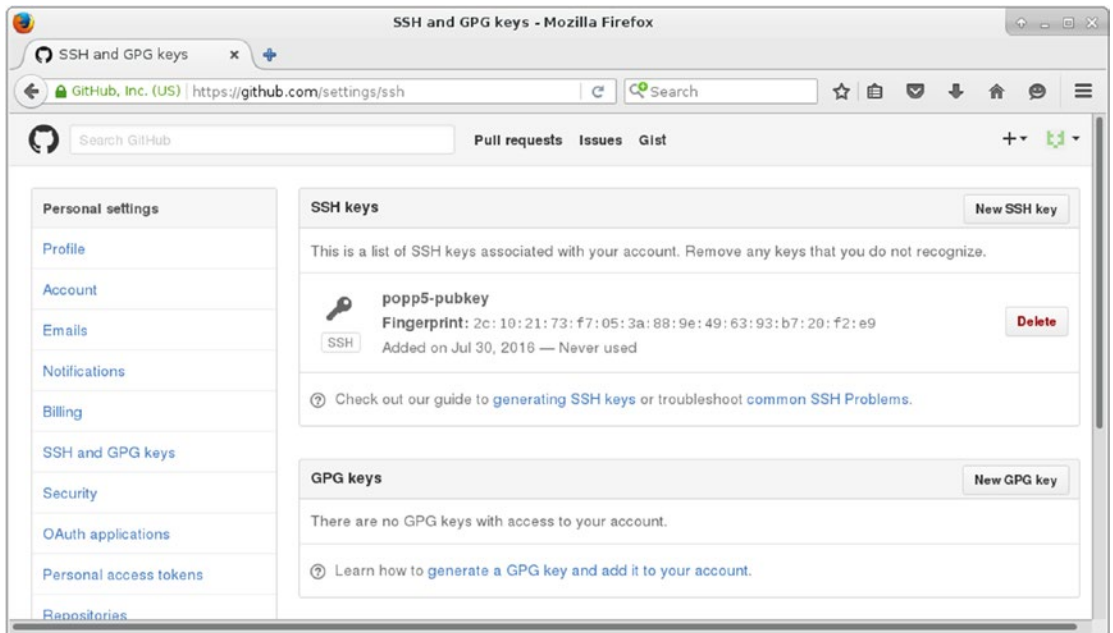 SSH and GPG keys - Mozilla Firefox
SSH and GPG keys
GitHub, Inc. (US) https://github.com/settings/ssh Search
Search GitHub Pull requests Issues Gist
Personal settings
Profile
Account
Emails
Notifications
Billing
SSH and GPG keys
Security
OAuth applications
Personal access tokens
Repositories
SSH keys New SSH key
This is a list of SSH keys associated with your account. Remove any keys that you do not recognize.
popp5-pubkey
Fingerprint: 2c:10:21:73:f7:05:3a:88:9e:49:63:93:b7:20:f2:e9
SSH
Delete
Added on Jul 30, 2016 — Never used
Check out our guide to generating SSH keys or troubleshoot common SSH Problems.
GPG keys New GPG key
There are no GPG keys with access to your account.
Learn how to generate a GPG key and add it to your account.